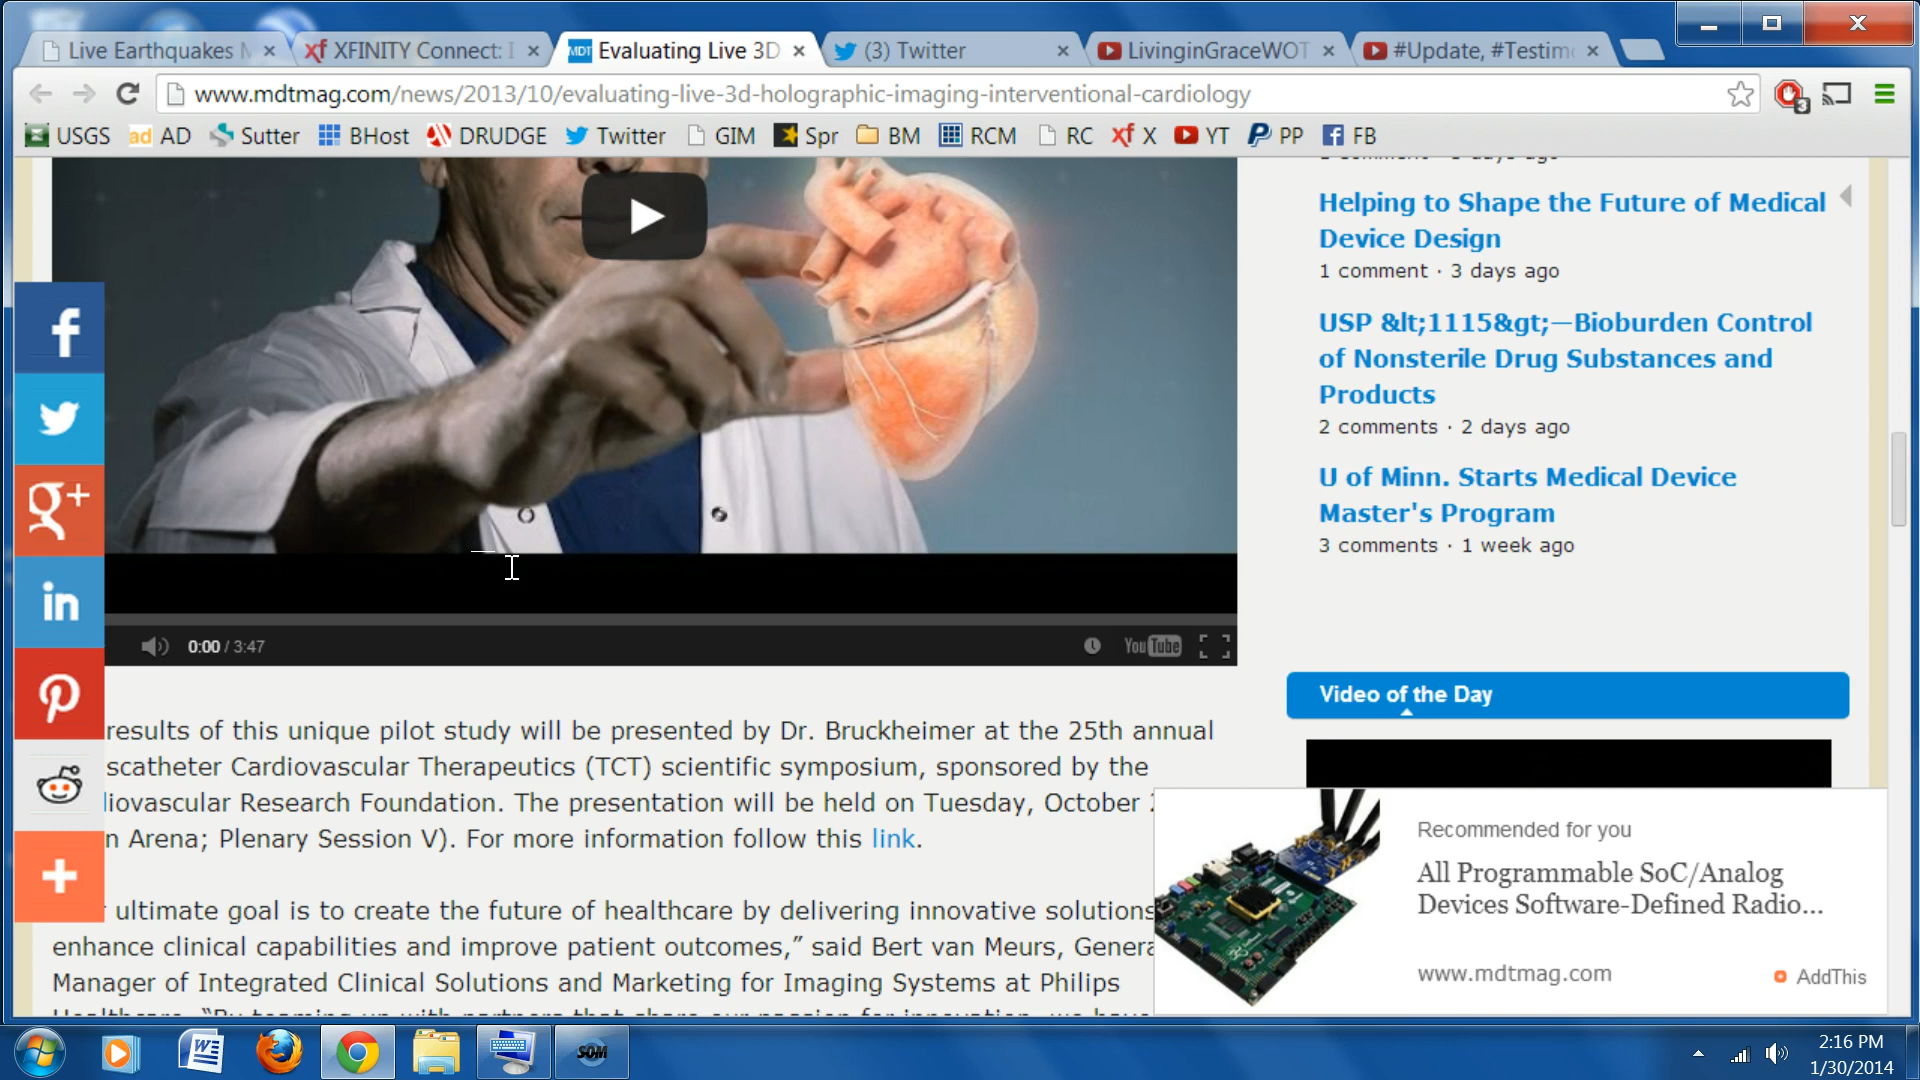 Live Earthquakes M
XFINITY Connect: I
MDT Evaluating Live 3D
(3) Twitter
LivinginGraceWOT
#Update, #Testim
www.mdtmag.com/news/2013/10/evaluating-live-3d-holographic-imaging-interventional-cardiology
3
USGS
ad AD
Sutter
BHost
DRUDGE
Twitter
GIM
Spr
BM
RCM
RC
xf X
YT
PP
FB
Helping to Shape the Future of Medical
Device Design
1 comment · 3 days ago
USP &lt;1115&gt;—Bioburden Control
of Nonsterile Drug Substances and
Products
2 comments · 2 days ago
U of Minn. Starts Medical Device
Master's Program
3 comments · 1 week ago
0:00 / 3:47
YouTube
Video of the Day
results of this unique pilot study will be presented by Dr. Bruckheimer at the 25th annual
scatheter Cardiovascular Therapeutics (TCT) scientific symposium, sponsored by the
iovascular Research Foundation. The presentation will be held on Tuesday, October
n Arena; Plenary Session V). For more information follow this link.
ultimate goal is to create the future of healthcare by delivering innovative solutions
enhance clinical capabilities and improve patient outcomes,” said Bert van Meurs, Genera
Manager of Integrated Clinical Solutions and Marketing for Imaging Systems at Philips
Recommended for you
All Programmable SoC/Analog
Devices Software-Defined Radio...
www.mdtmag.com
AddThis
SOM
2:16 PM
1/30/2014